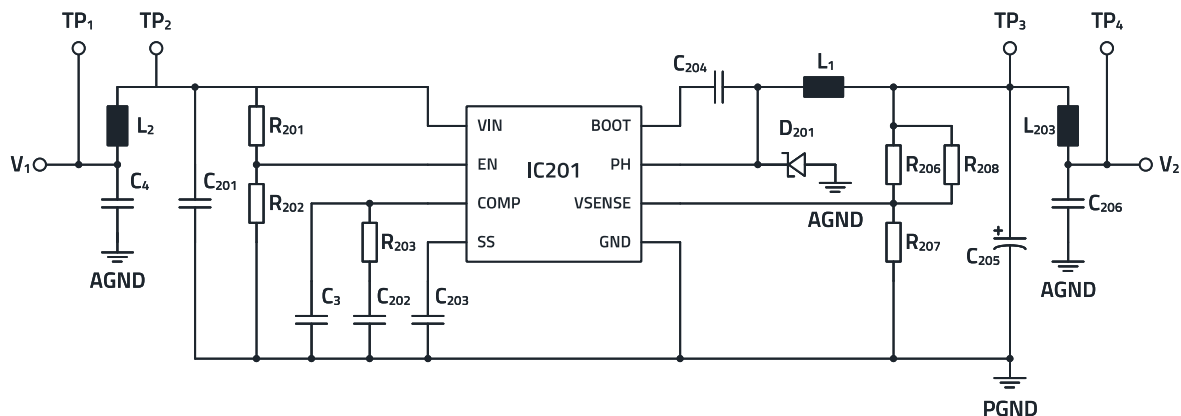 TP₁
TP₂
TP₃
TP₄
C₂₀₄
L₁
L₂
R₂₀₁
VIN
BOOT
D₂₀₁
L₂₀₃
V₁
EN
IC201
PH
R₂₀₆
R₂₀₈
V₂
C₄
C₂₀₁
R₂₀₂
COMP
VSENSE
AGND
C₂₀₆
R₂₀₃
SS
GND
R₂₀₇
C₂₀₅
+
AGND
AGND
C₃
C₂₀₂
C₂₀₃
PGND